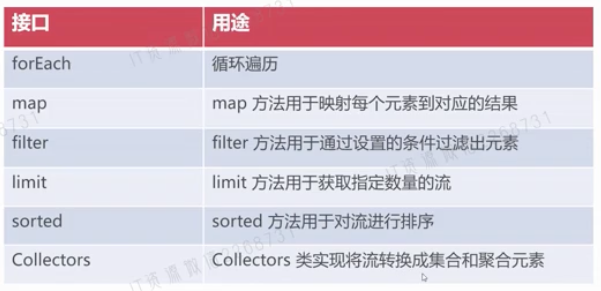 接口 用途
forEach 循环遍历
map map 方法用于映射每个元素到对应的结果
filter filter 方法用于通过设置的条件过滤出元素
limit limit 方法用于获取指定数量的流
sorted sorted 方法用于对流进行排序
Collectors Collectors 类实现将流转换成集合和聚合元素